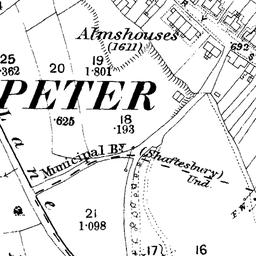 Almshouses
(1611)
692
25
·362
20
19
1·801
PETER
·625
18
·193
Lane
Municipal By.
(Shaftesbury)
Und
F.W.
21
1·098
17
16